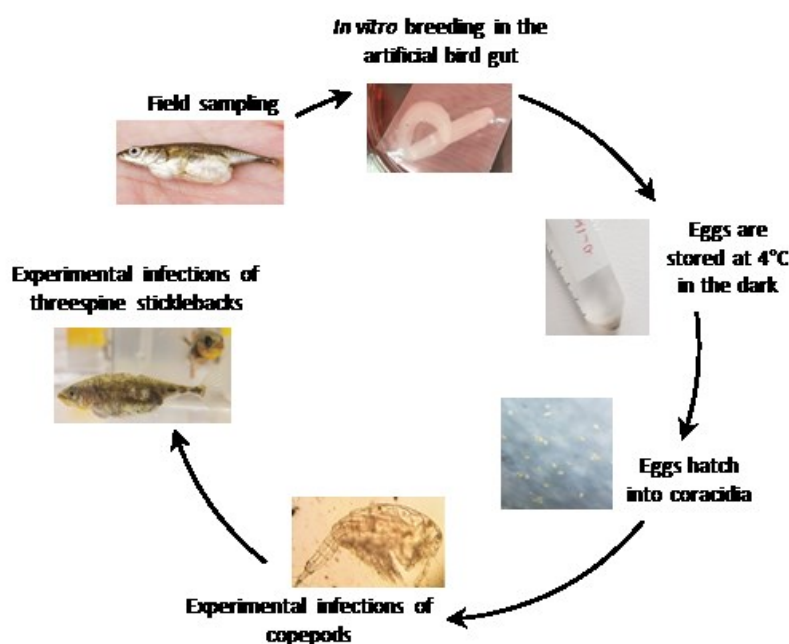 In vitro breeding in the
artificial bird gut
Field sampling
Eggs are
stored at 4°C
in the dark
Experimental infections of
threespine sticklebacks
Eggs hatch
into coracidia
Experimental infections of
copepods